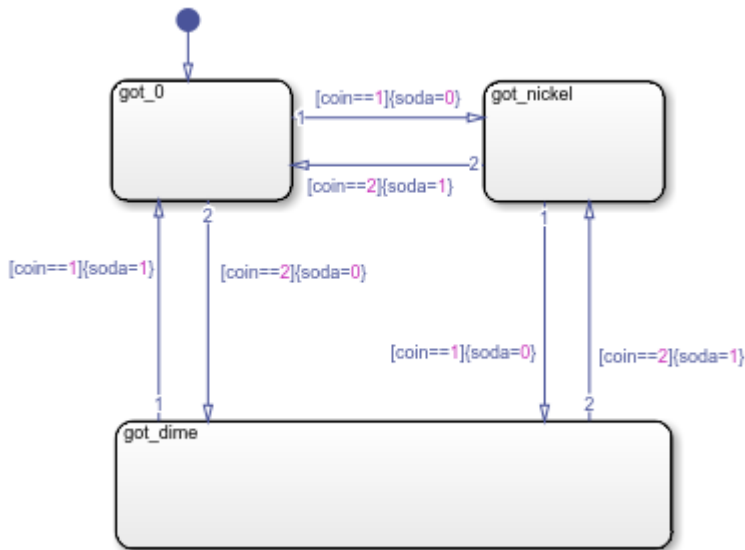 got_0
[coin==1]{soda=0}
got_nickel
1
2
[coin==2]{soda=1}
2
1
[coin==1]{soda=1}
[coin==2]{soda=0}
[coin==1]{soda=0}
[coin==2]{soda=1}
1
2
got_dime